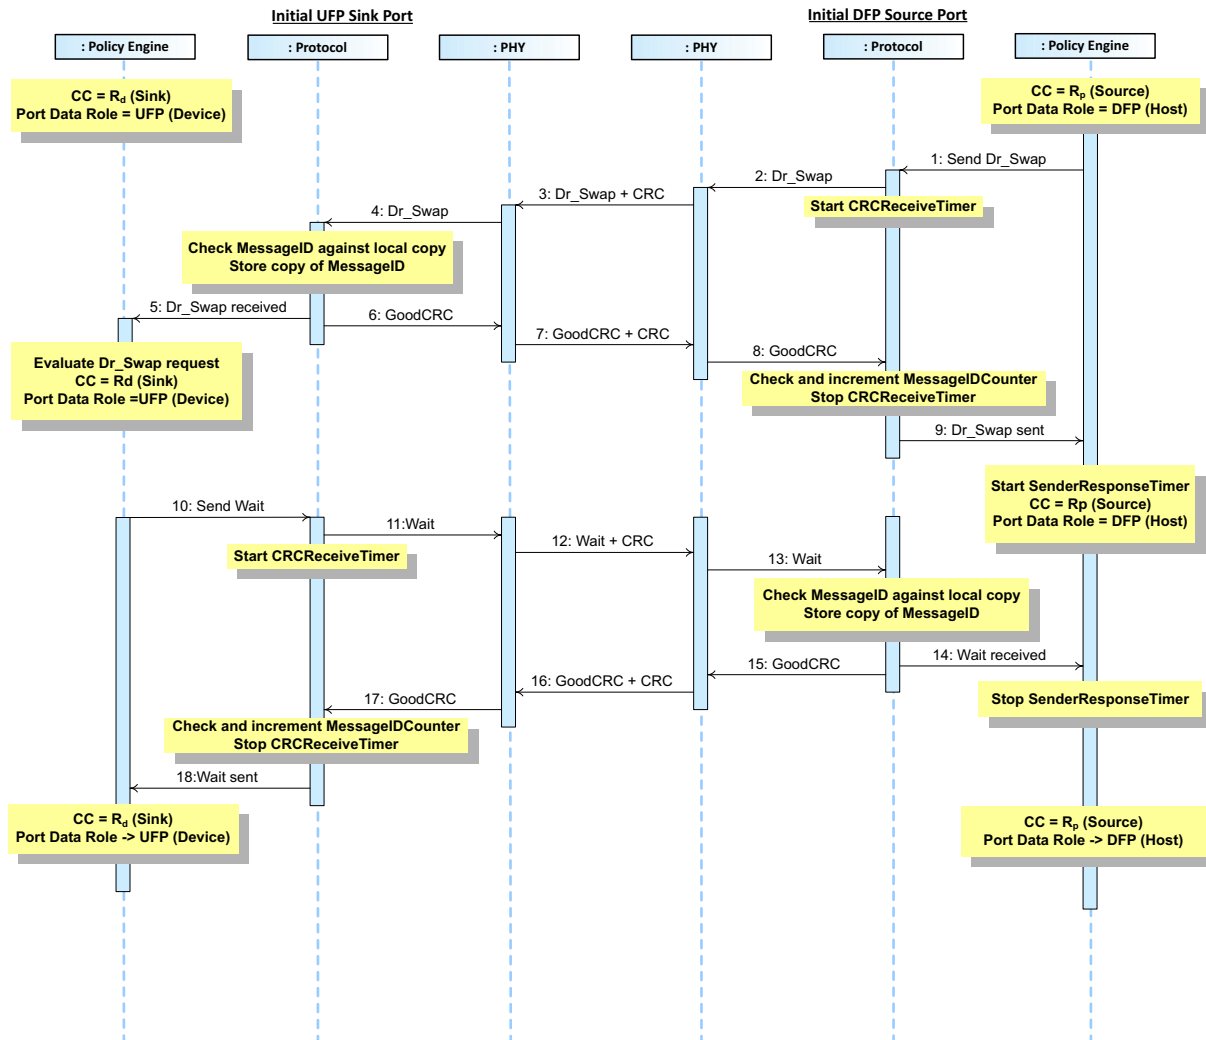 Initial UFP Sink Port
Initial DFP Source Port
: Policy Engine
: Protocol
: PHY
: PHY
: Protocol
: Policy Engine
CC = Rd (Sink)
Port Data Role = UFP (Device)
CC = Rp (Source)
Port Data Role = DFP (Host)
1: Send Dr_Swap
2: Dr_Swap
Start CRCReceiveTimer
3: Dr_Swap + CRC
4: Dr_Swap
Check MessageID against local copy
Store copy of MessageID
5: Dr_Swap received
6: GoodCRC
7: GoodCRC + CRC
8: GoodCRC
Evaluate Dr_Swap request
CC = Rd (Sink)
Port Data Role =UFP (Device)
Check and increment MessageIDCounter
Stop CRCReceiveTimer
9: Dr_Swap sent
Start SenderResponseTimer
CC = Rp (Source)
Port Data Role = DFP (Host)
10: Send Wait
11:Wait
Start CRCReceiveTimer
12: Wait + CRC
13: Wait
Check MessageID against local copy
Store copy of MessageID
14: Wait received
15: GoodCRC
16: GoodCRC + CRC
17: GoodCRC
Stop SenderResponseTimer
Check and increment MessageIDCounter
Stop CRCReceiveTimer
18:Wait sent
CC = Rd (Sink)
Port Data Role -> UFP (Device)
CC = Rp (Source)
Port Data Role -> DFP (Host)